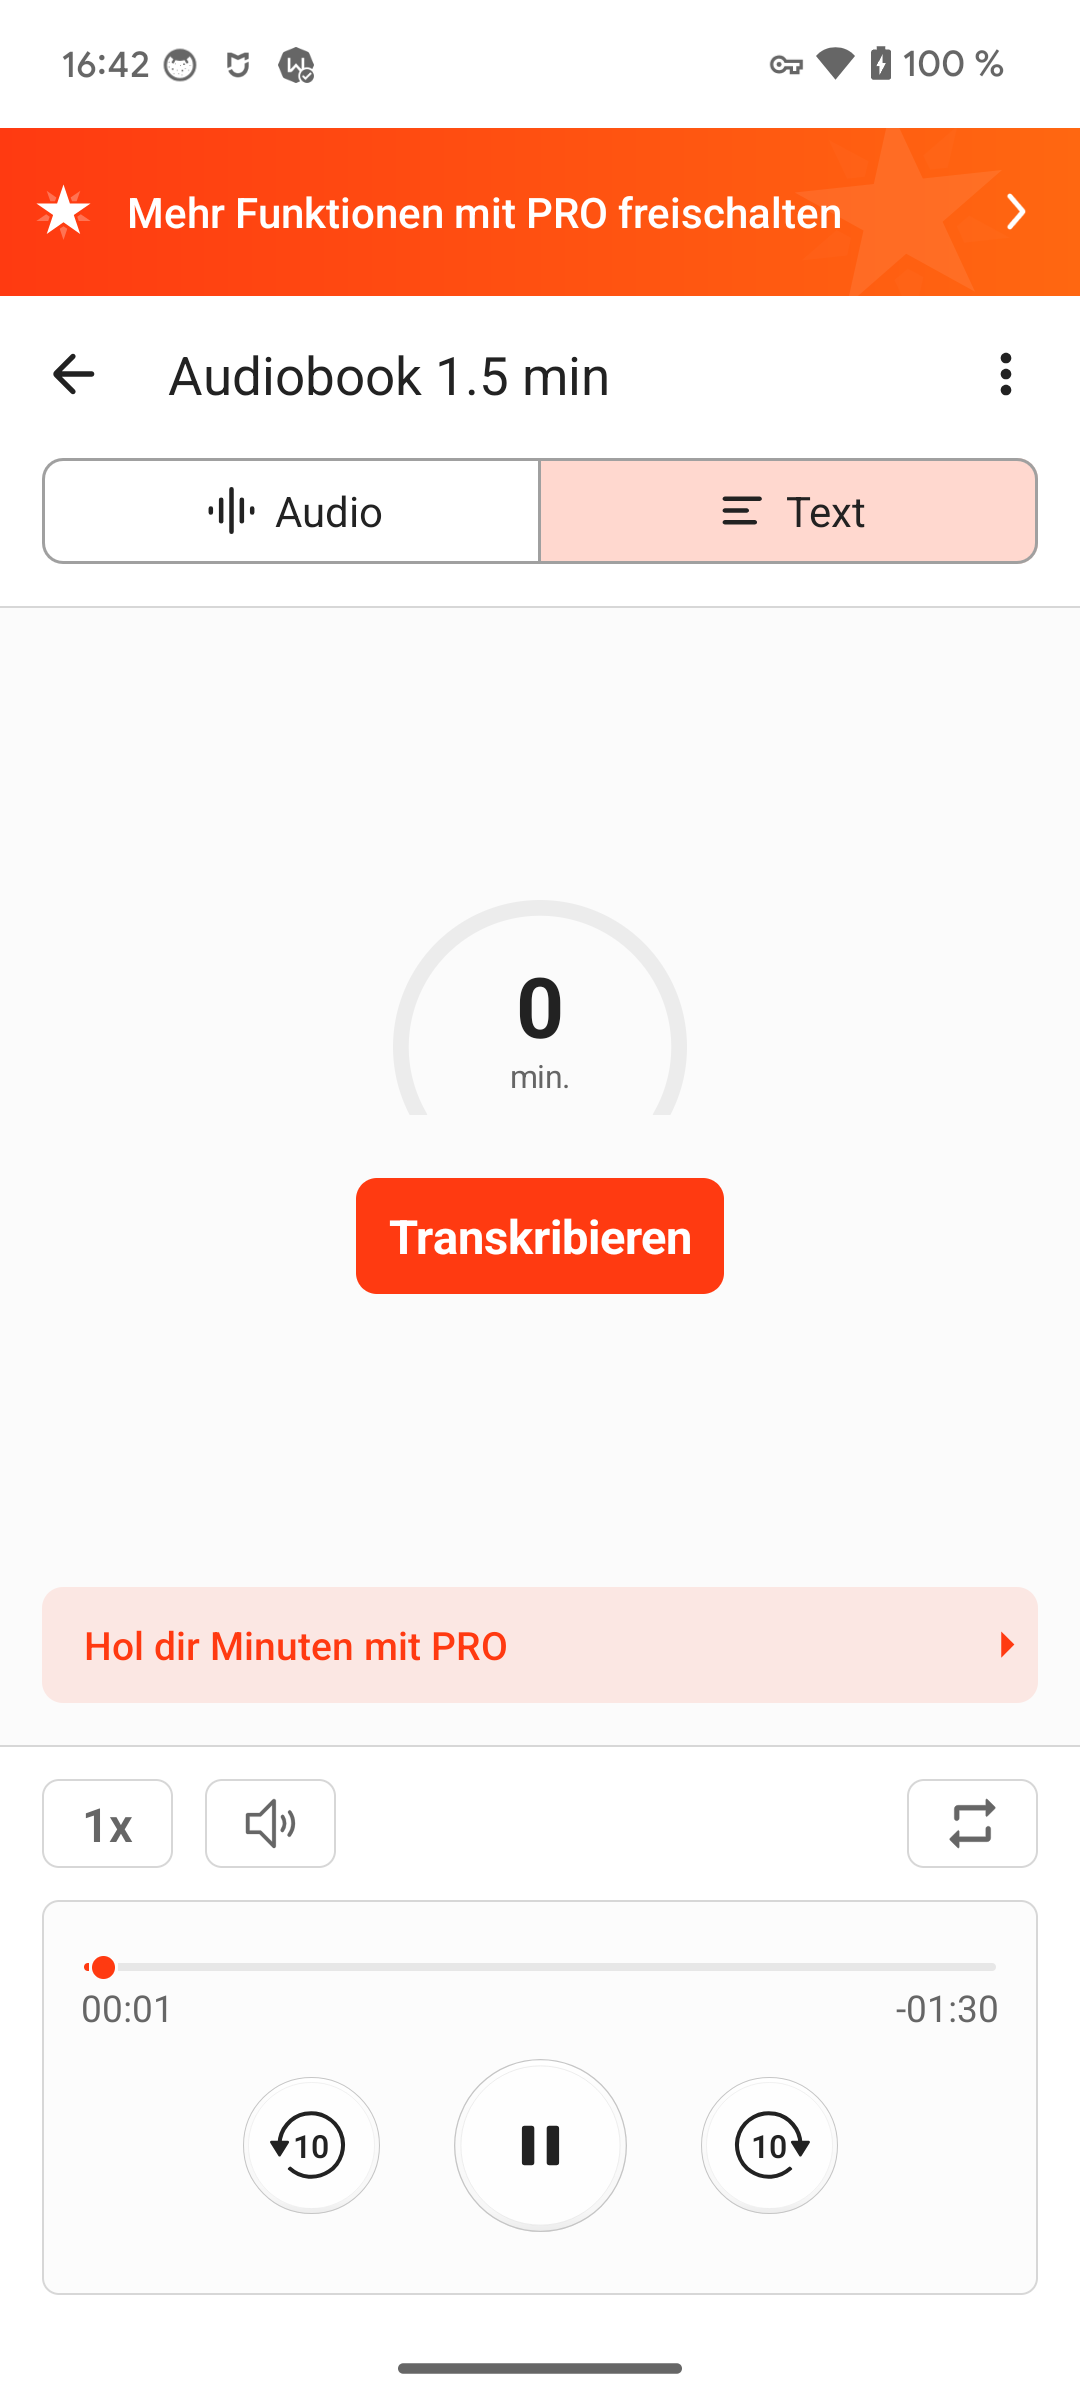 16:42
100 %
Mehr Funktionen mit PRO freischalten
Audiobook 1.5 min
Audio
Text
0
min.
Transkribieren
Hol dir Minuten mit PRO
1x
00:01
-01:30
10
10